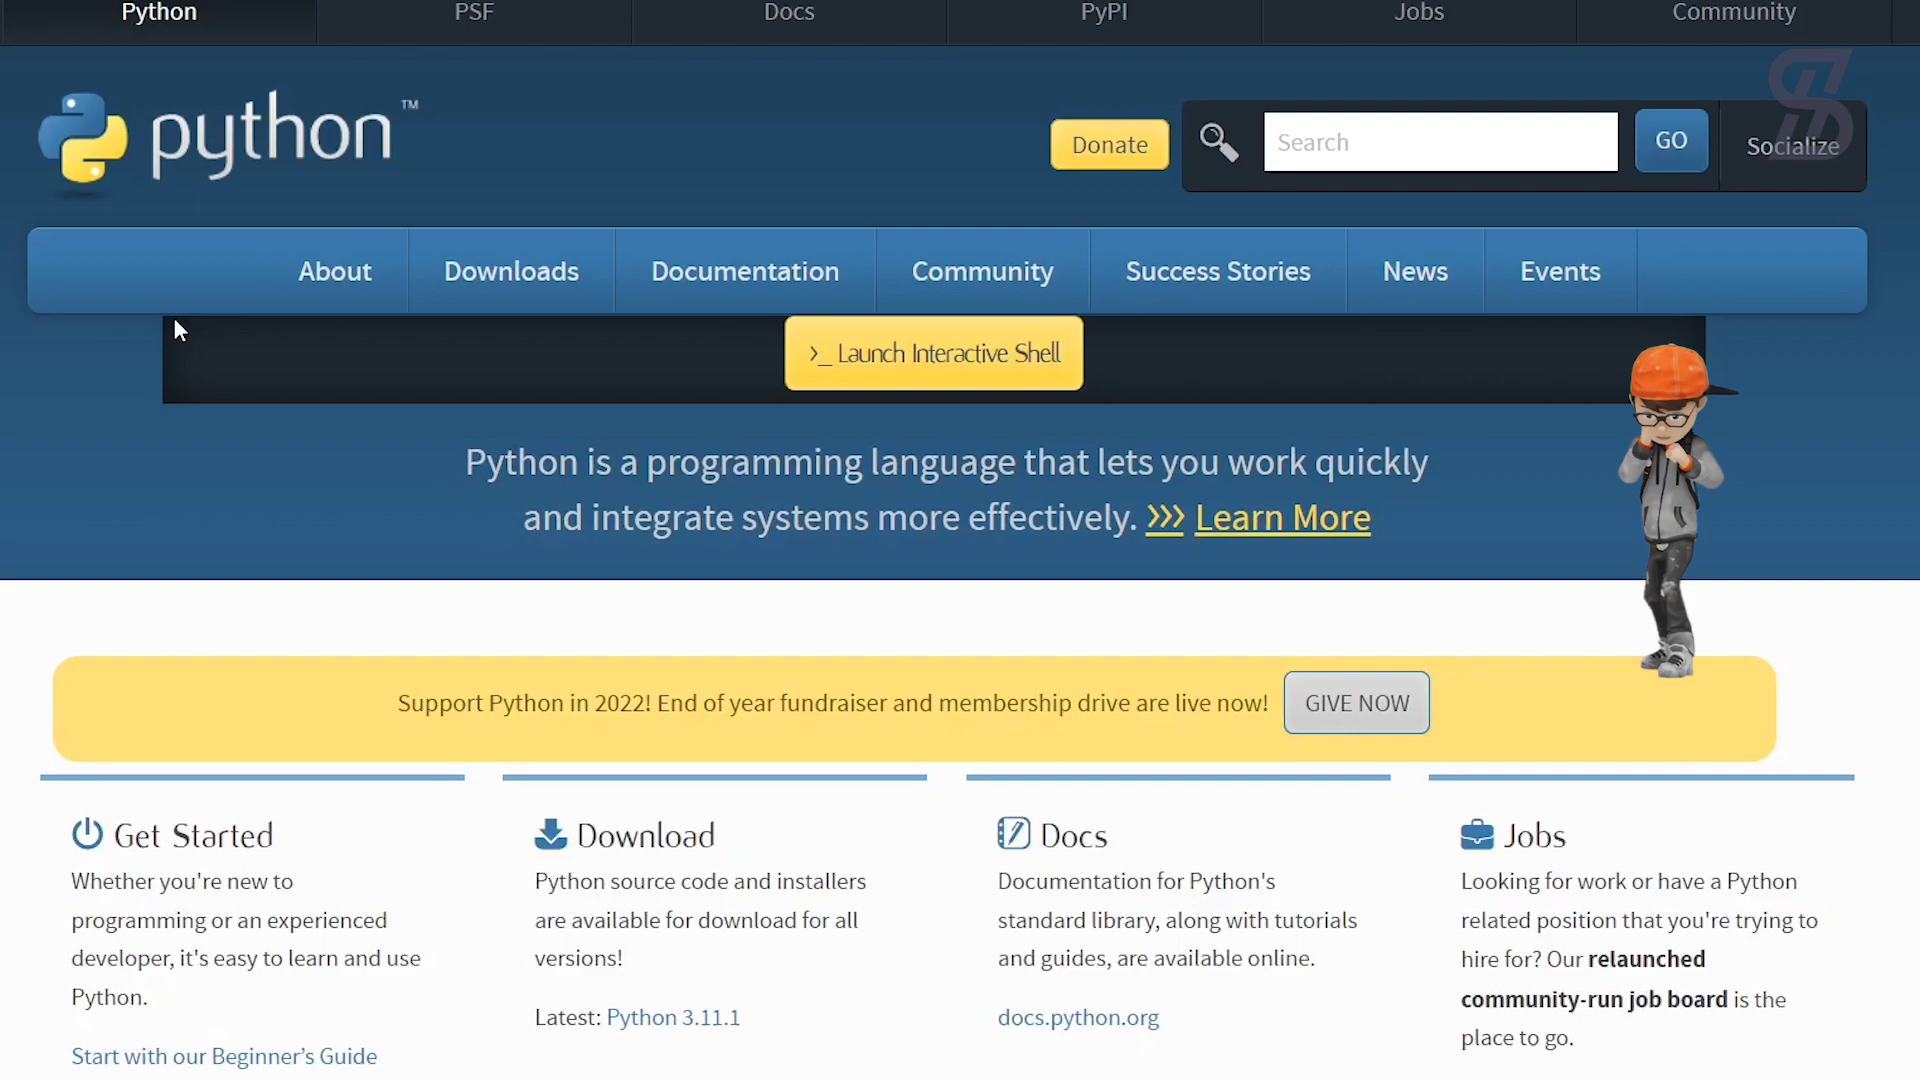 Python PSF Docs PyPI Jobs Community
python ™
Donate Search GO Socialize
About Downloads Documentation Community Success Stories News Events
>_ Launch Interactive Shell
Python is a programming language that lets you work quickly
and integrate systems more effectively. >>> Learn More
Support Python in 2022! End of year fundraiser and membership drive are live now! GIVE NOW
Get Started
Whether you're new to
programming or an experienced
developer, it's easy to learn and use
Python.
Start with our Beginner’s Guide
Download
Python source code and installers
are available for download for all
versions!
Latest: Python 3.11.1
Docs
Documentation for Python's
standard library, along with tutorials
and guides, are available online.
docs.python.org
Jobs
Looking for work or have a Python
related position that you're trying to
hire for? Our relaunched
community-run job board is the
place to go.